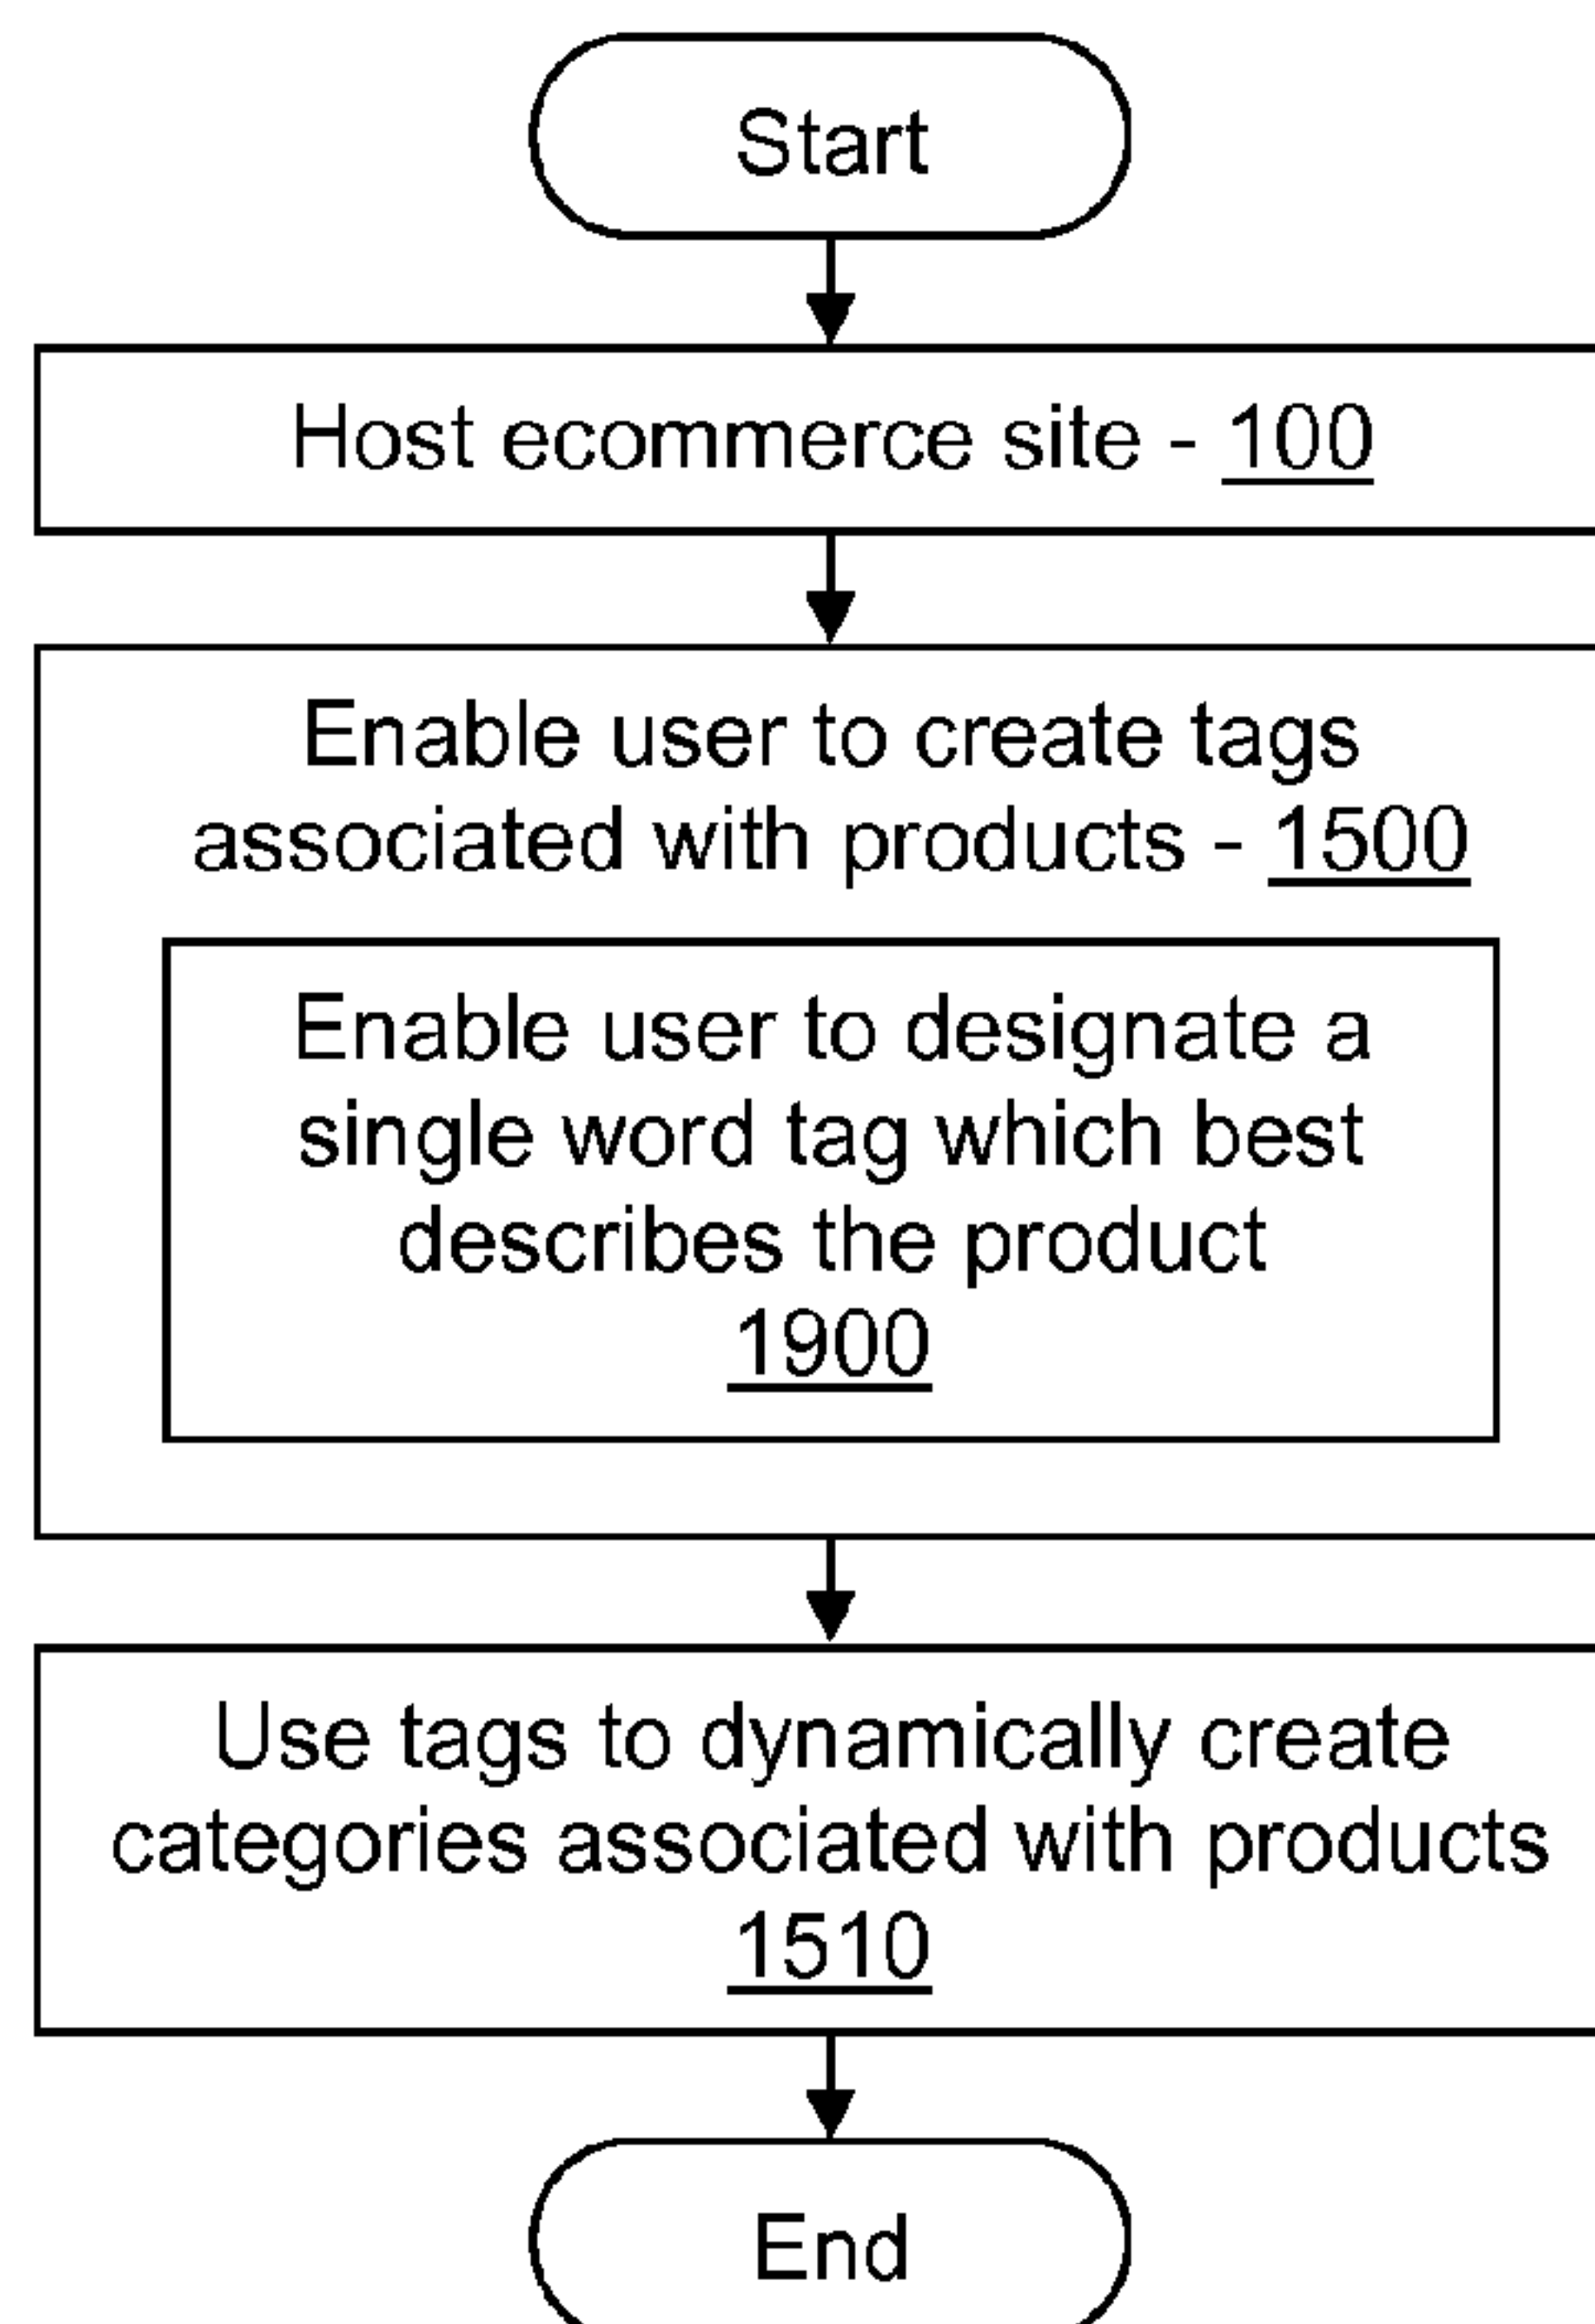 Start
Host ecommerce site - 100
Enable user to create tags
associated with products - 1500
Enable user to designate a
single word tag which best
describes the product
1900
Use tags to dynamically create
categories associated with products
1510
End